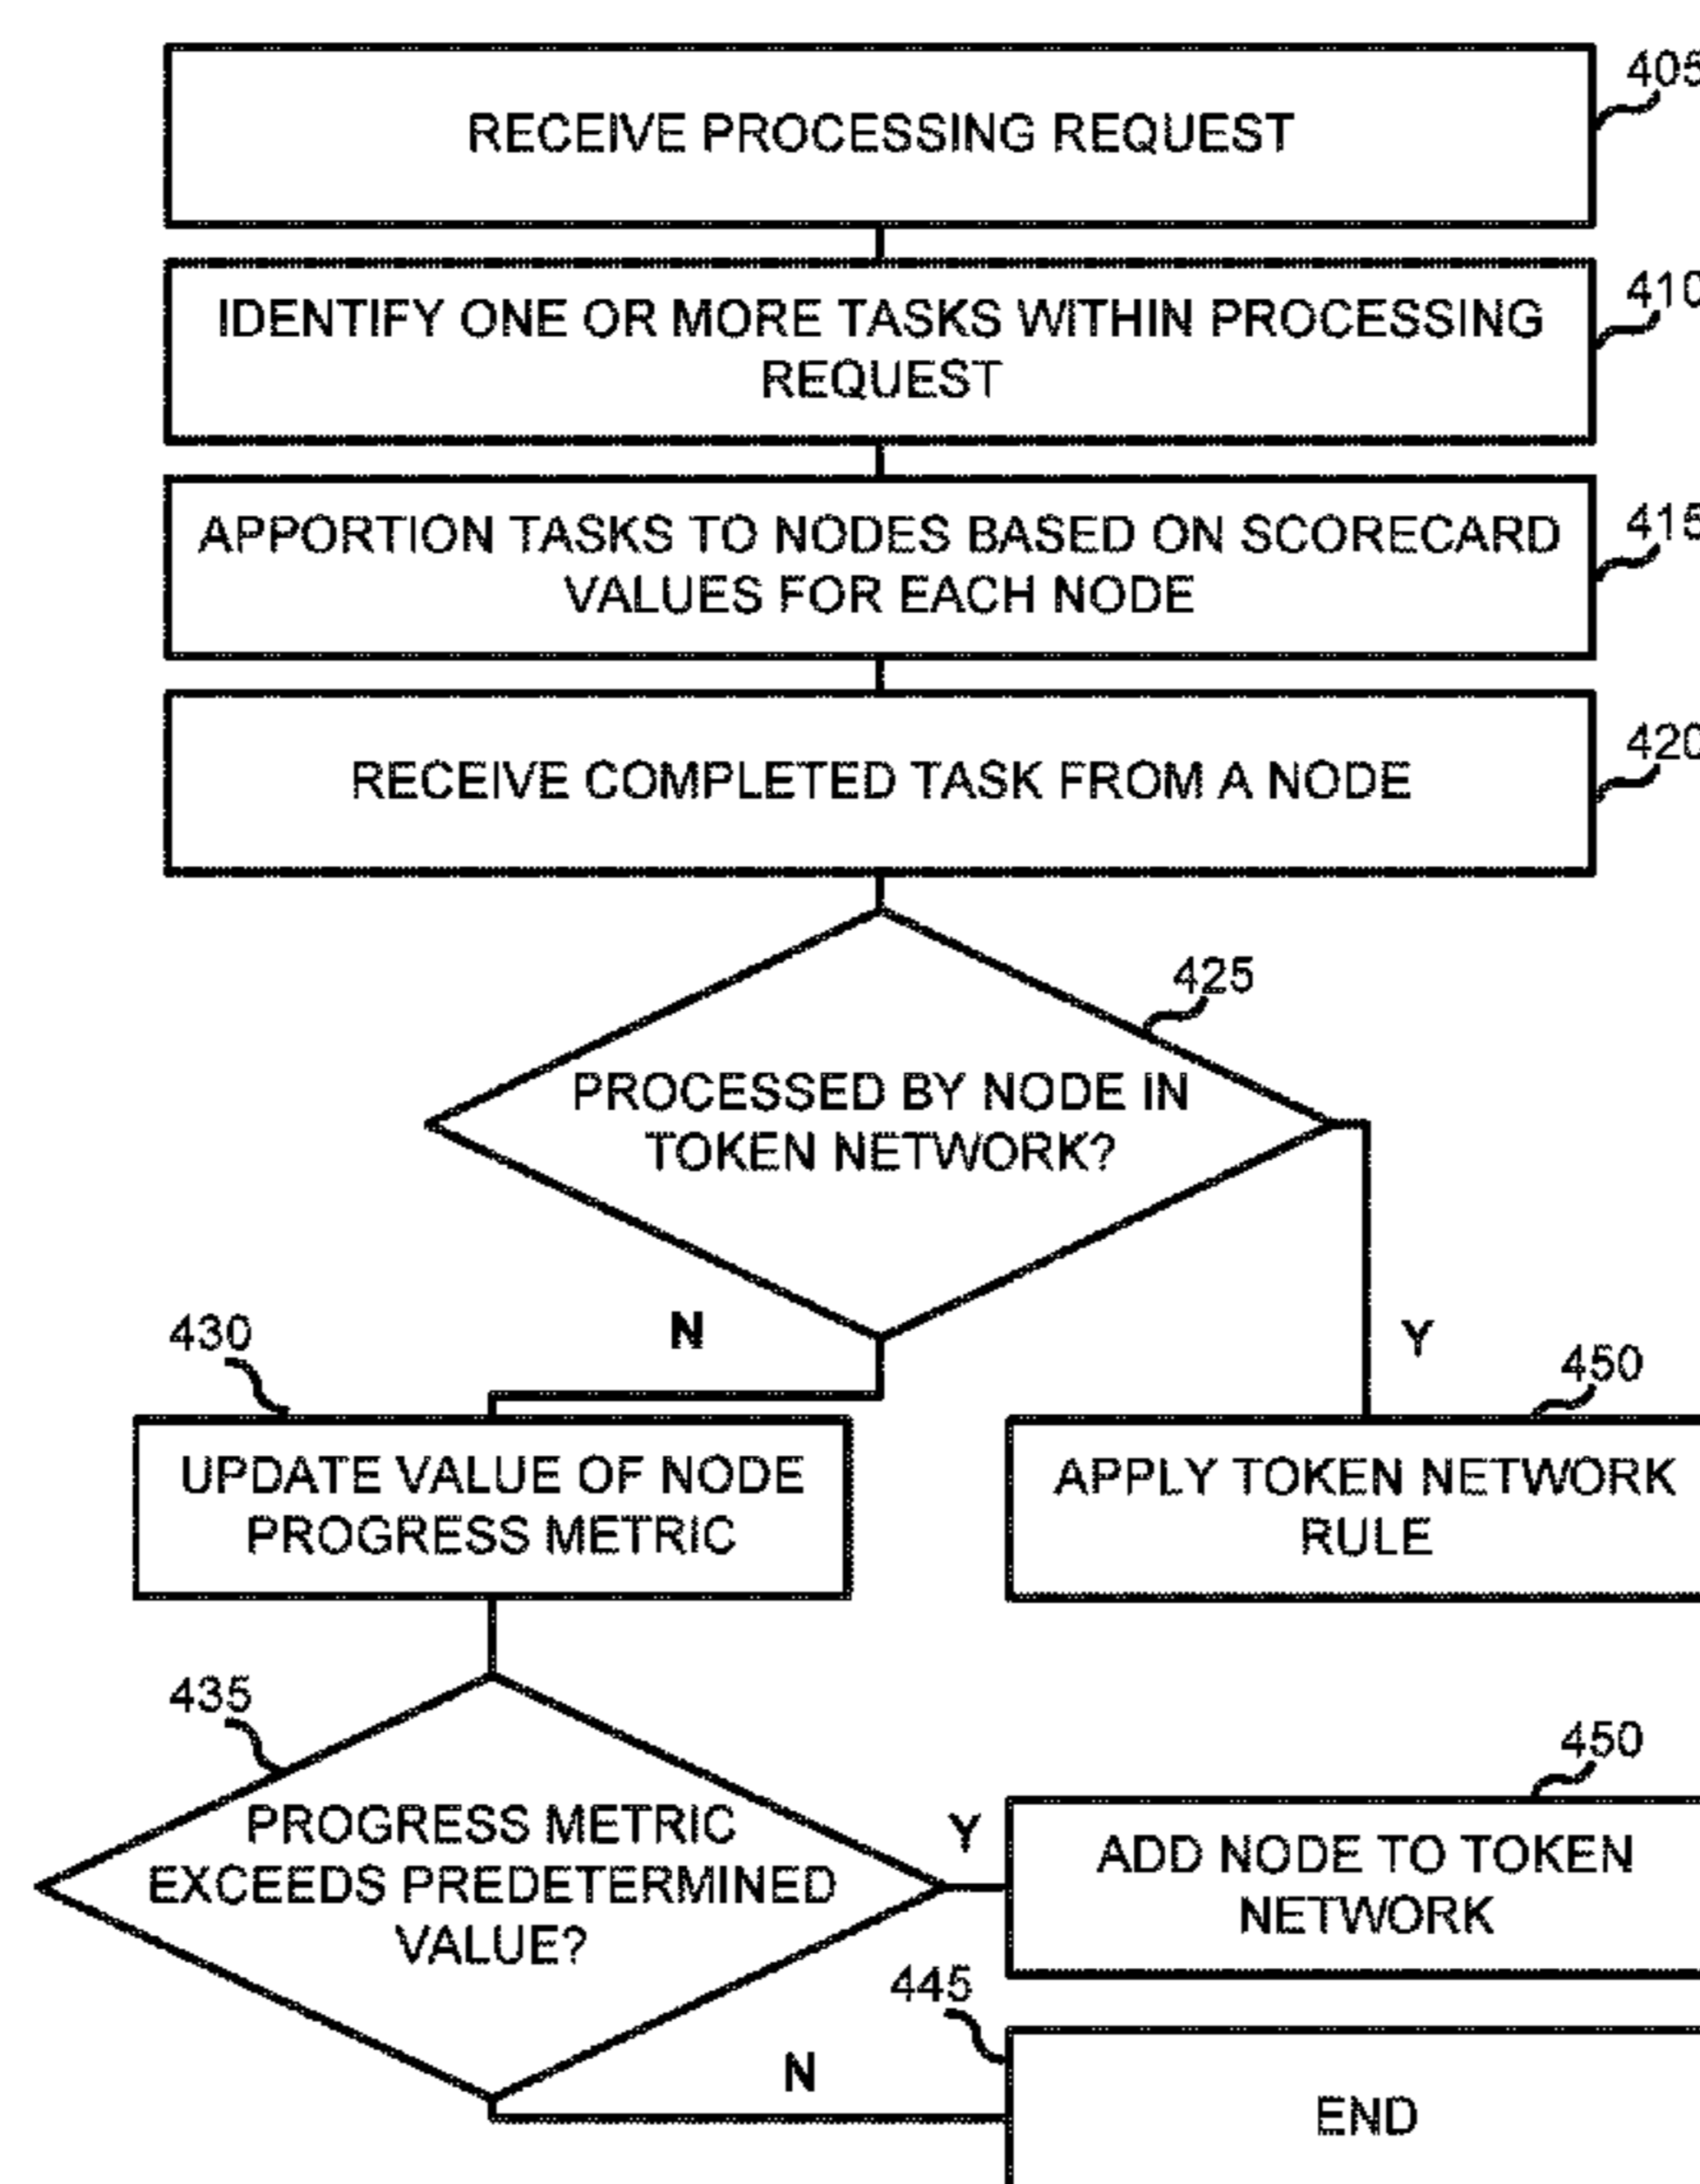 405
RECEIVE PROCESSING REQUEST
410
IDENTIFY ONE OR MORE TASKS WITHIN PROCESSING
REQUEST
415
APPORTION TASKS TO NODES BASED ON SCORECARD
VALUES FOR EACH NODE
420
RECEIVE COMPLETED TASK FROM A NODE
425
PROCESSED BY NODE IN
TOKEN NETWORK?
N
Y
430
450
UPDATE VALUE OF NODE
PROGRESS METRIC
APPLY TOKEN NETWORK
RULE
435
450
PROGRESS METRIC
EXCEEDS PREDETERMINED
VALUE?
Y
ADD NODE TO TOKEN
NETWORK
445
N
END